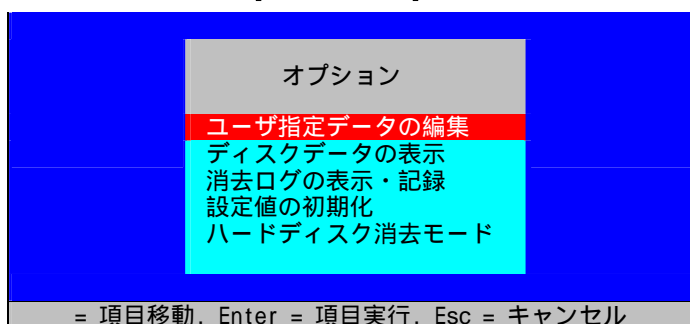 オプション
ユーザ指定データの編集
ディスクデータの表示
消去ログの表示・記録
設定値の初期化
ハードディスク消去モード
= 項目移動, Enter = 項目実行, Esc = キャンセル